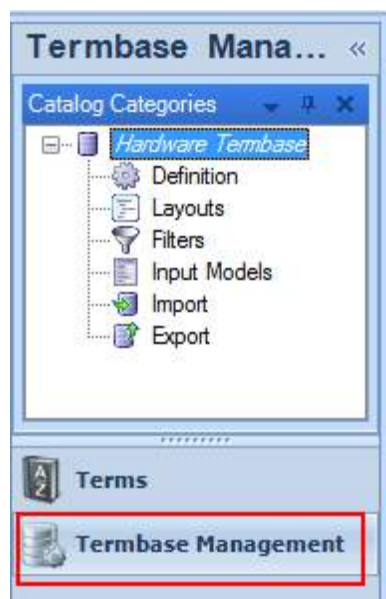 Termbase Mana... «
Catalog Categories
Hardware Termbase
Definition
Layouts
Filters
Input Models
Import
Export
Terms
Termbase Management